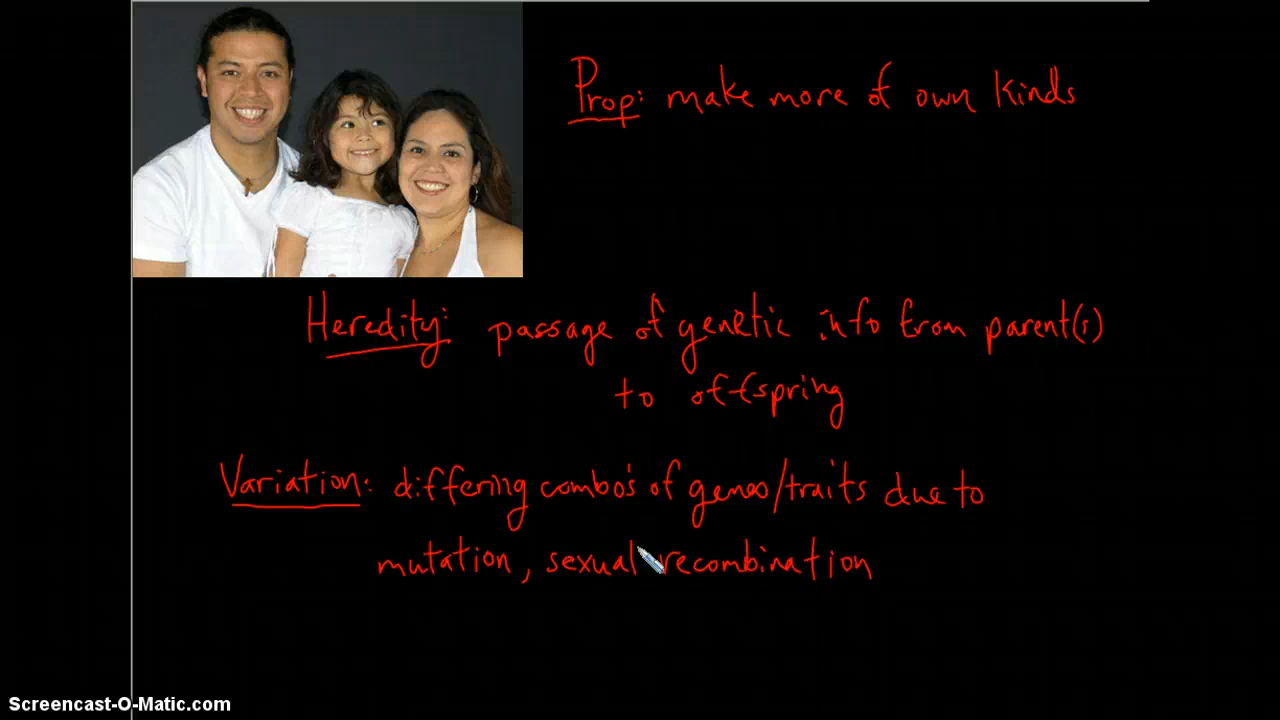 Prop: make more of own kinds
Heredity: passage of genetic info from parent(s)
to offspring
Variation: differing combo's of genes/traits due to
mutation, sexual recombination
Screencast-O-Matic.com